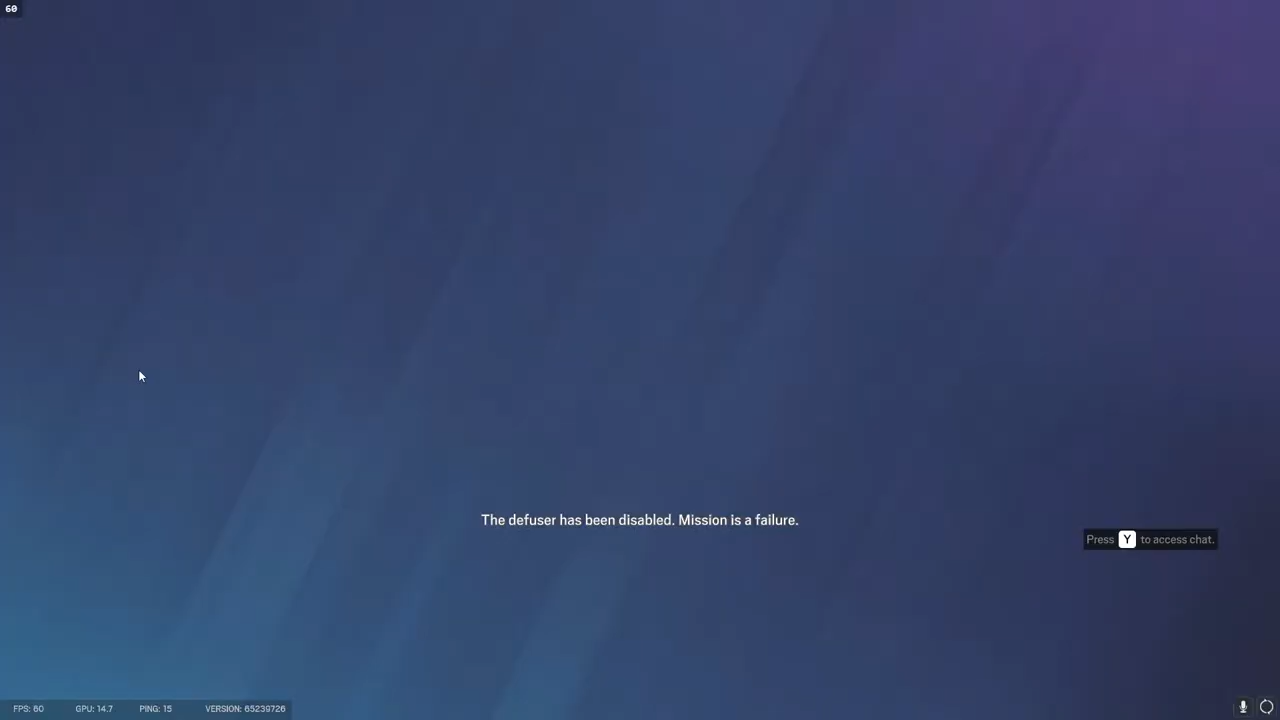 60
The defuser has been disabled. Mission is a failure.
Press Y to access chat.
FPS: 60 GPU: 14.7 PING: 15 VERSION: 65239726